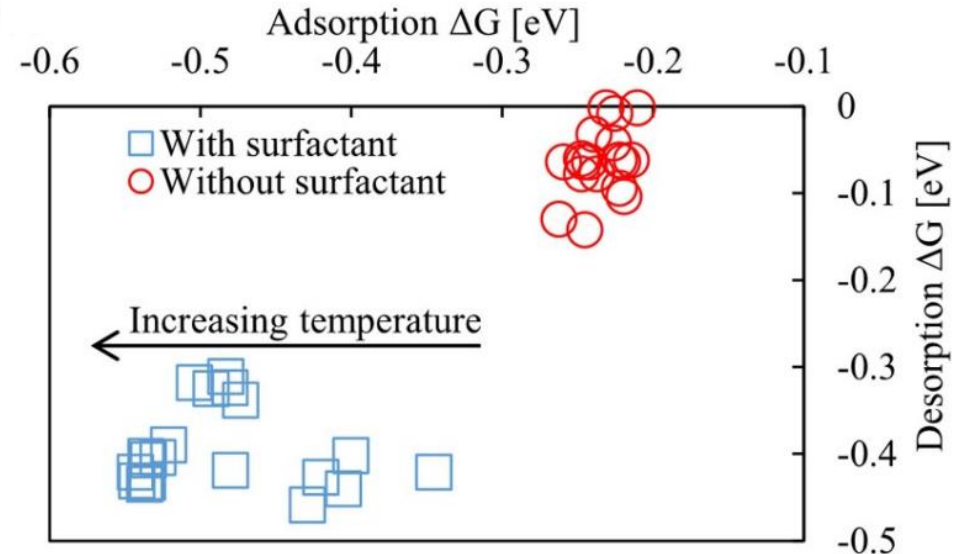 Adsorption ΔG [eV]
-0.6 -0.5 -0.4 -0.3 -0.2 -0.1
0
With surfactant
Without surfactant
-0.1
-0.2
Increasing temperature
-0.3
-0.4
-0.5
Desorption ΔG [eV]